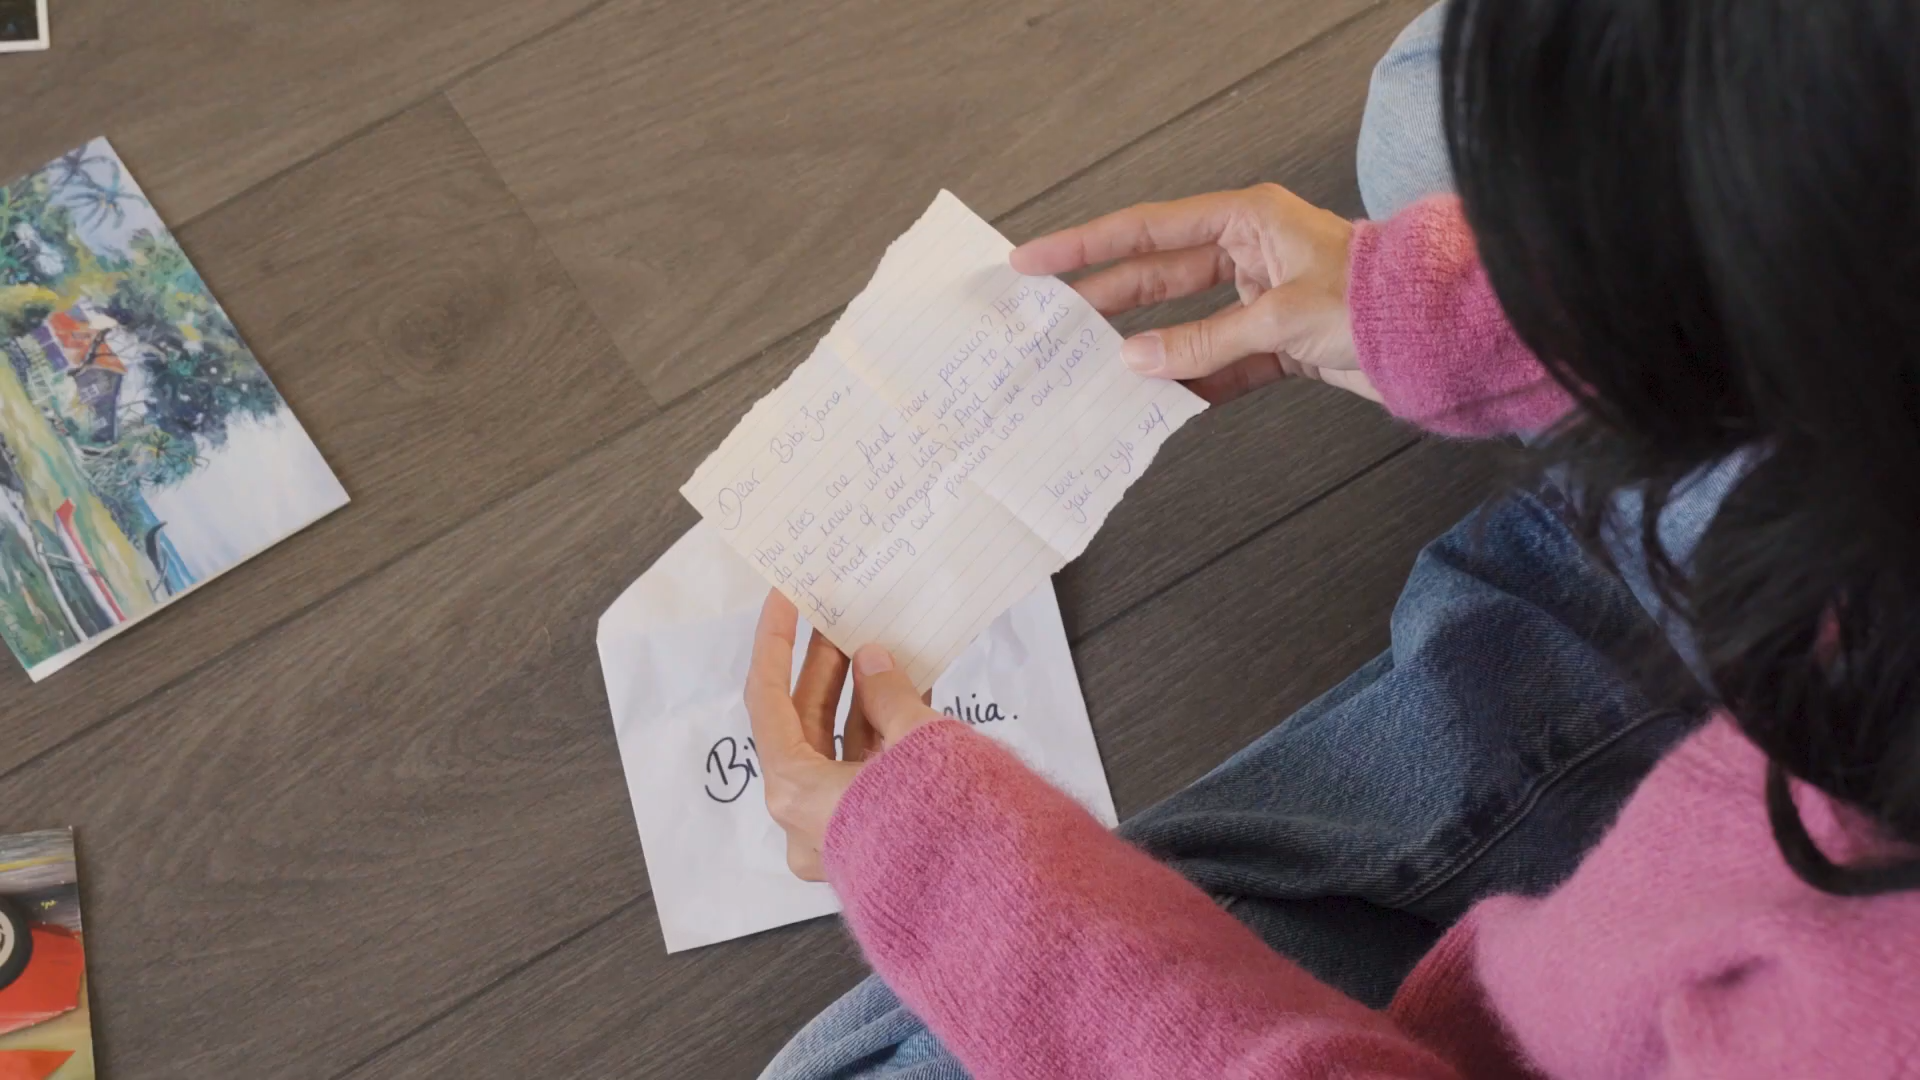 Dear Bibi-Jane,
How does one find their passion? How
do we know what we want to do for
the rest of our lifes? And what happens
if that changes? Should we even
be turning our passion into our jobs?
love,
your 21 y/o self
Bi
elia.